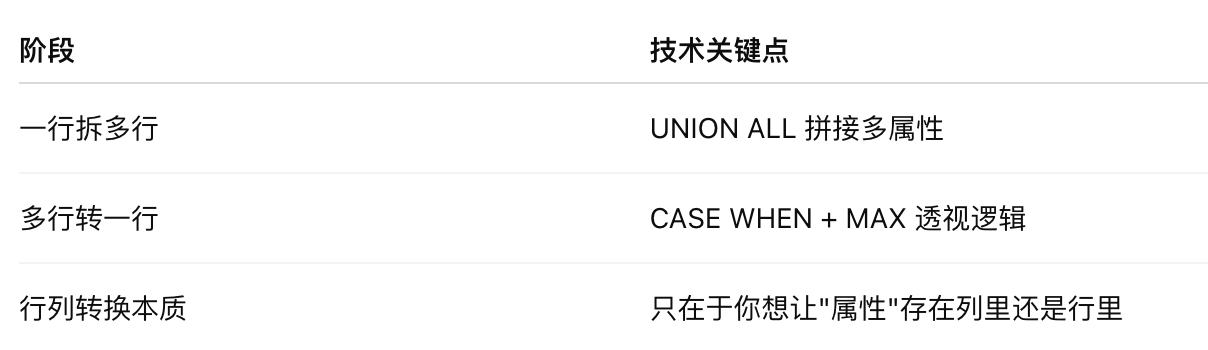 阶段 技术关键点
一行拆多行 UNION ALL 拼接多属性
多行转一行 CASE WHEN + MAX 透视逻辑
行列转换本质 只在于你想让"属性"存在列里还是行里